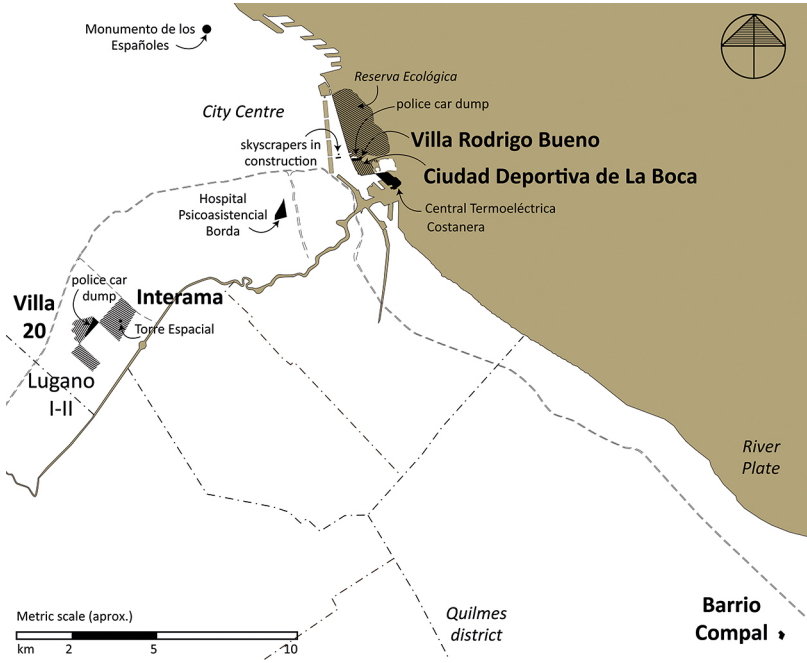 Monumento de los
Españoles
Reserva Ecológica
City Centre
police car dump
skyscrapers in
construction
Villa Rodrigo Bueno
Ciudad Deportiva de La Boca
Hospital
Psicoasistencial
Borda
Central Termoeléctrica
Costanera
police car
dump
Interama
Villa
20
Torre Espacial
Lugano
I-II
River
Plate
Barrio
Compal
Quilmes
district
Metric scale (aprox.)
km 2 5 10